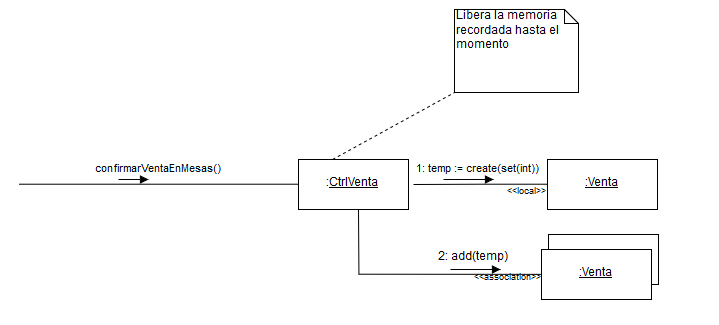 Libera la memoria
recordada hasta el
momento
confirmarVentaEnMesas()
:CtrlVenta
1: temp := create(set(int))
<<local>>
:Venta
2: add(temp)
<<association>>
:Venta